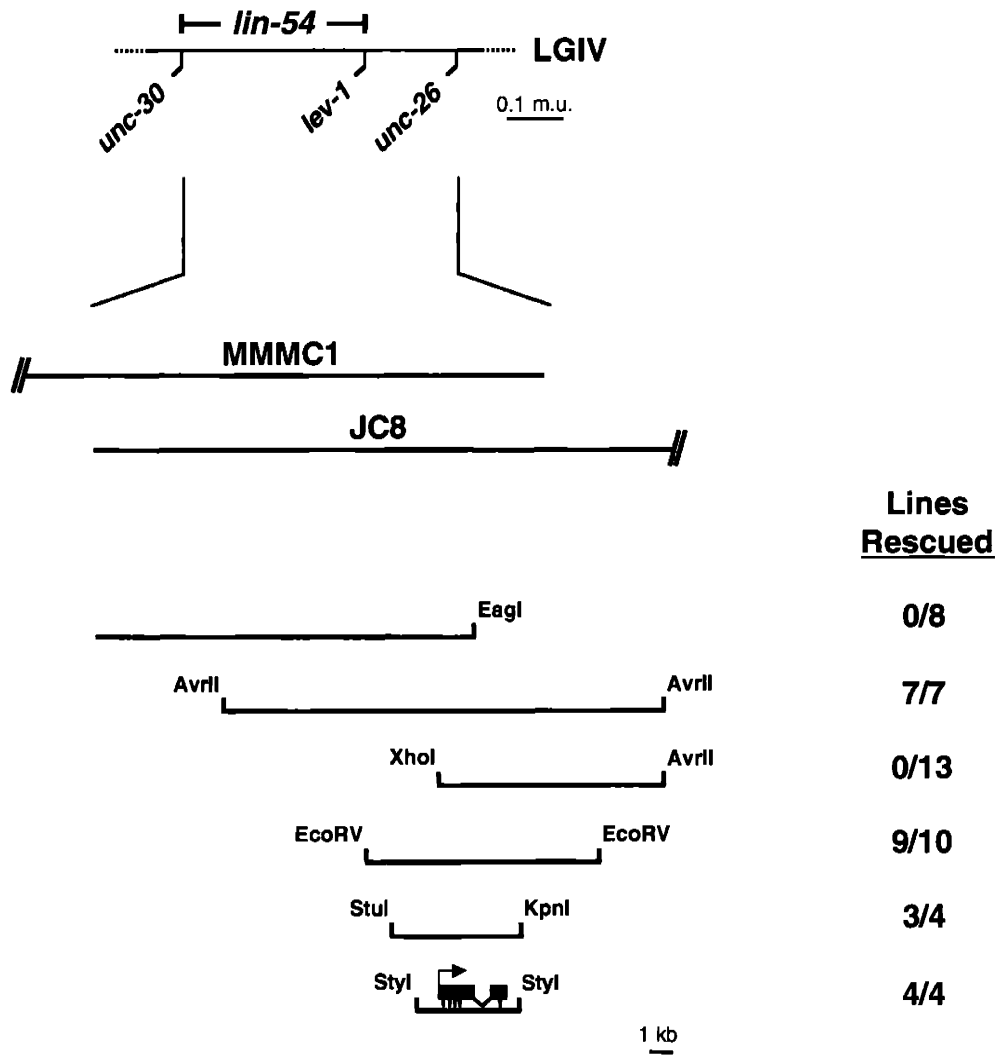 lin-54
LGIV
unc-30
lev-1
unc-26
0.1 m.u.
MMMC1
JC8
Lines
Rescued
EagI
0/8
AvrII
AvrII
7/7
XhoI
AvrII
0/13
EcoRV
EcoRV
9/10
StuI
KpnI
3/4
StyI
StyI
4/4
1 kb